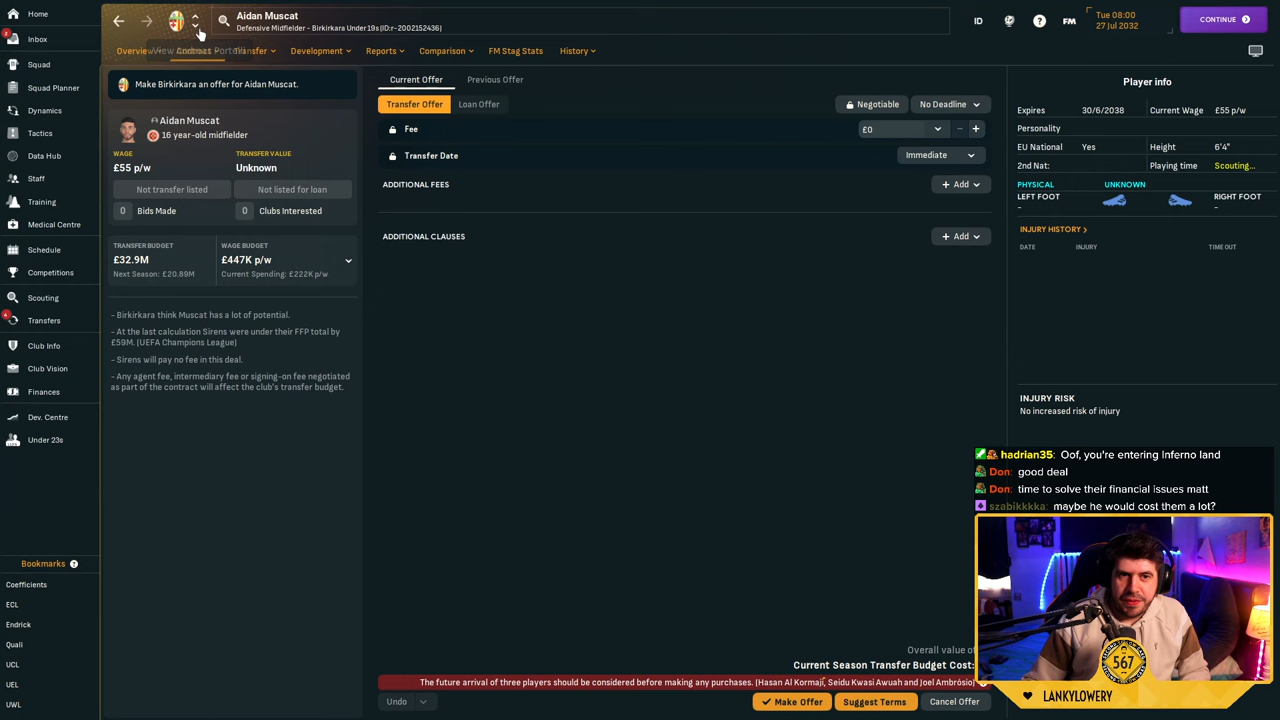 Home
Inbox
Squad
Squad Planner
Dynamics
Tactics
Data Hub
Staff
Training
Medical Centre
Schedule
Competitions
Scouting
Transfers
Club Info
Club Vision
Finances
Dev. Centre
Under 23s
Bookmarks ?
Coefficients
ECL
Endrick
Quali
UCL
UEL
UWL
Aidan Muscat
Defensive Midfielder - Birkirkara Under19s (ID:r-2002152436)
ID ? FM
Tue 08:00
27 Jul 2032
CONTINUE
Overview Contract Transfer Development Reports Comparison FM Stag Stats History
Make Birkirkara an offer for Aidan Muscat.
Aidan Muscat
16 year-old midfielder
WAGE TRANSFER VALUE
£55 p/w Unknown
Not transfer listed Not listed for loan
0 Bids Made 0 Clubs Interested
TRANSFER BUDGET WAGE BUDGET
£32.9M £447K p/w
Next Season: £20.89M Current Spending: £222K p/w
- Birkirkara think Muscat has a lot of potential.
- At the last calculation Sirens were under their FFP total by
£59M. (UEFA Champions League)
- Sirens will pay no fee in this deal.
- Any agent fee, intermediary fee or signing-on fee negotiated
as part of the contract will affect the club's transfer budget.
Current Offer Previous Offer
Transfer Offer Loan Offer Negotiable No Deadline
Fee £0
Transfer Date Immediate
ADDITIONAL FEES + Add
ADDITIONAL CLAUSES + Add
Overall value of
Current Season Transfer Budget Cost:
The future arrival of three players should be considered before making any purchases. (Hasan Al Kormaji, Seidu Kwasi Awuah and Joel Ambrósio)
Undo Make Offer Suggest Terms Cancel Offer
Player info
Expires 30/6/2038 Current Wage £55 p/w
Personality
EU National Yes Height 6'4"
2nd Nat: Playing time Scouting...
PHYSICAL UNKNOWN
LEFT FOOT RIGHT FOOT
- -
INJURY HISTORY >
DATE INJURY TIME OUT
INJURY RISK
No increased risk of injury
hadrian35: Oof, you're entering Inferno land
Don: good deal
Don: time to solve their financial issues matt
szabikkkka: maybe he would cost them a lot?
567
LANKYLOWERY